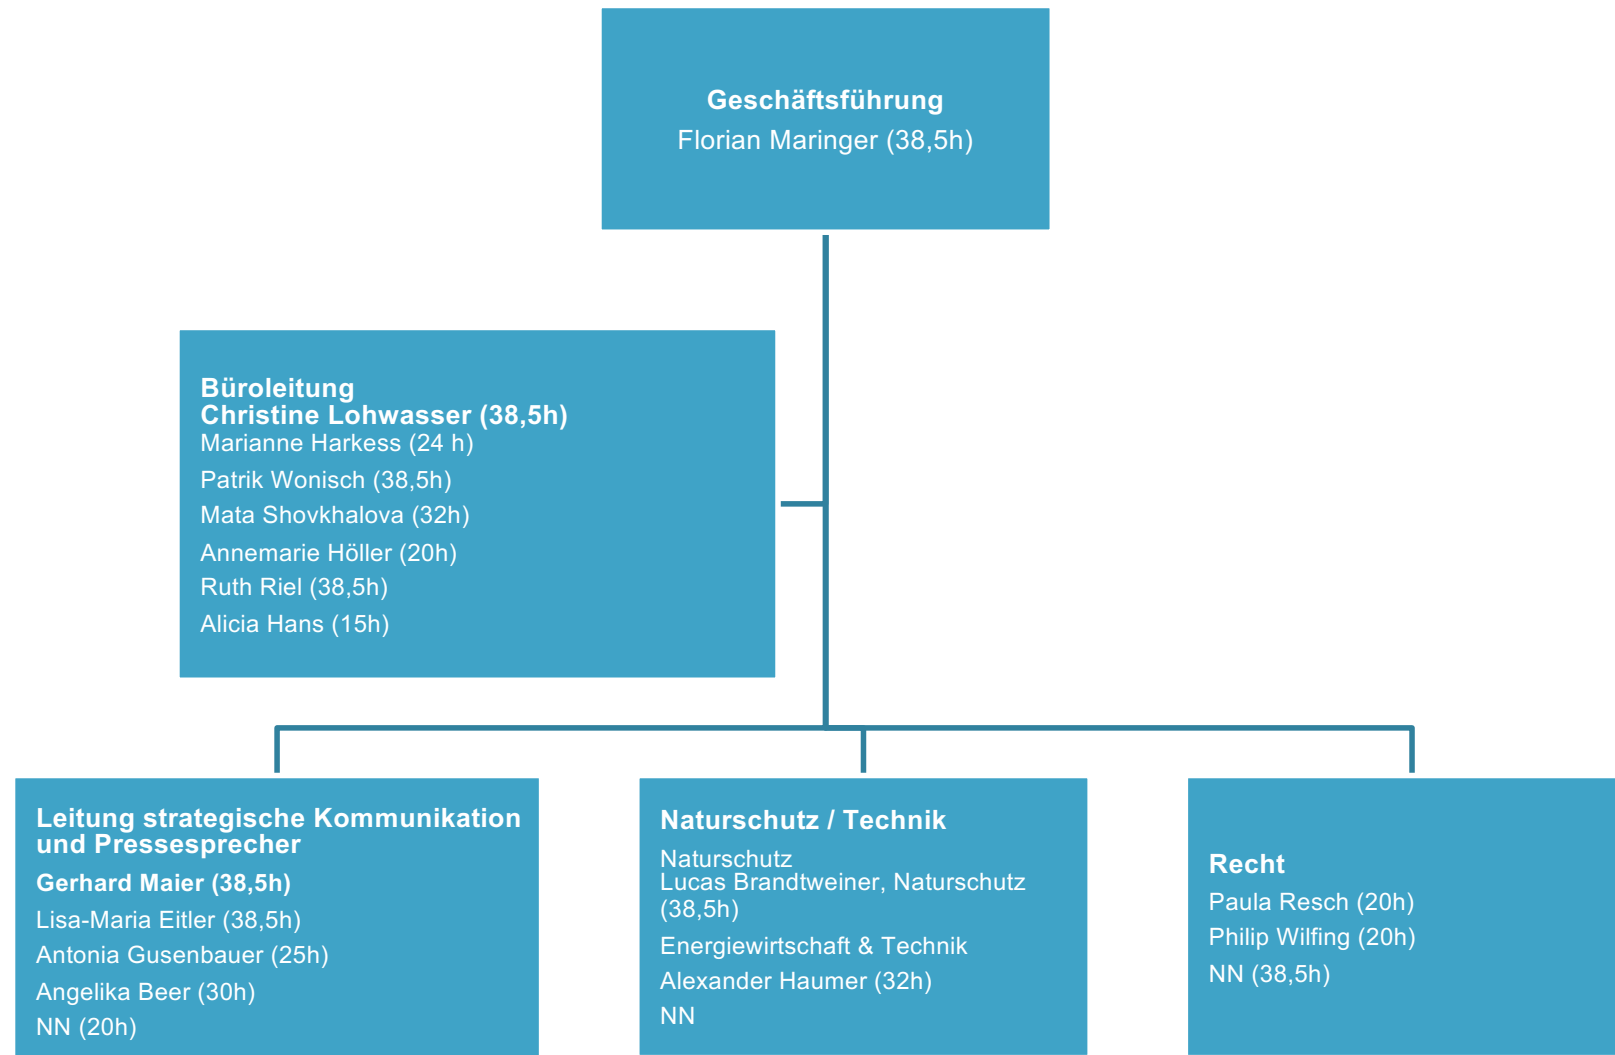 Geschäftsführung
Florian Maringer (38,5h)
Büroleitung
Christine Lohwasser (38,5h)
Marianne Harkess (24 h)
Patrik Wonisch (38,5h)
Mata Shovkhalova (32h)
Annemarie Höller (20h)
Ruth Riel (38,5h)
Alicia Hans (15h)
Leitung strategische Kommunikation
und Pressesprecher
Gerhard Maier (38,5h)
Lisa-Maria Eitler (38,5h)
Antonia Gusenbauer (25h)
Angelika Beer (30h)
NN (20h)
Naturschutz / Technik
Naturschutz
Lucas Brandtweiner, Naturschutz
(38,5h)
Energiewirtschaft & Technik
Alexander Haumer (32h)
NN
Recht
Paula Resch (20h)
Philip Wilfing (20h)
NN (38,5h)